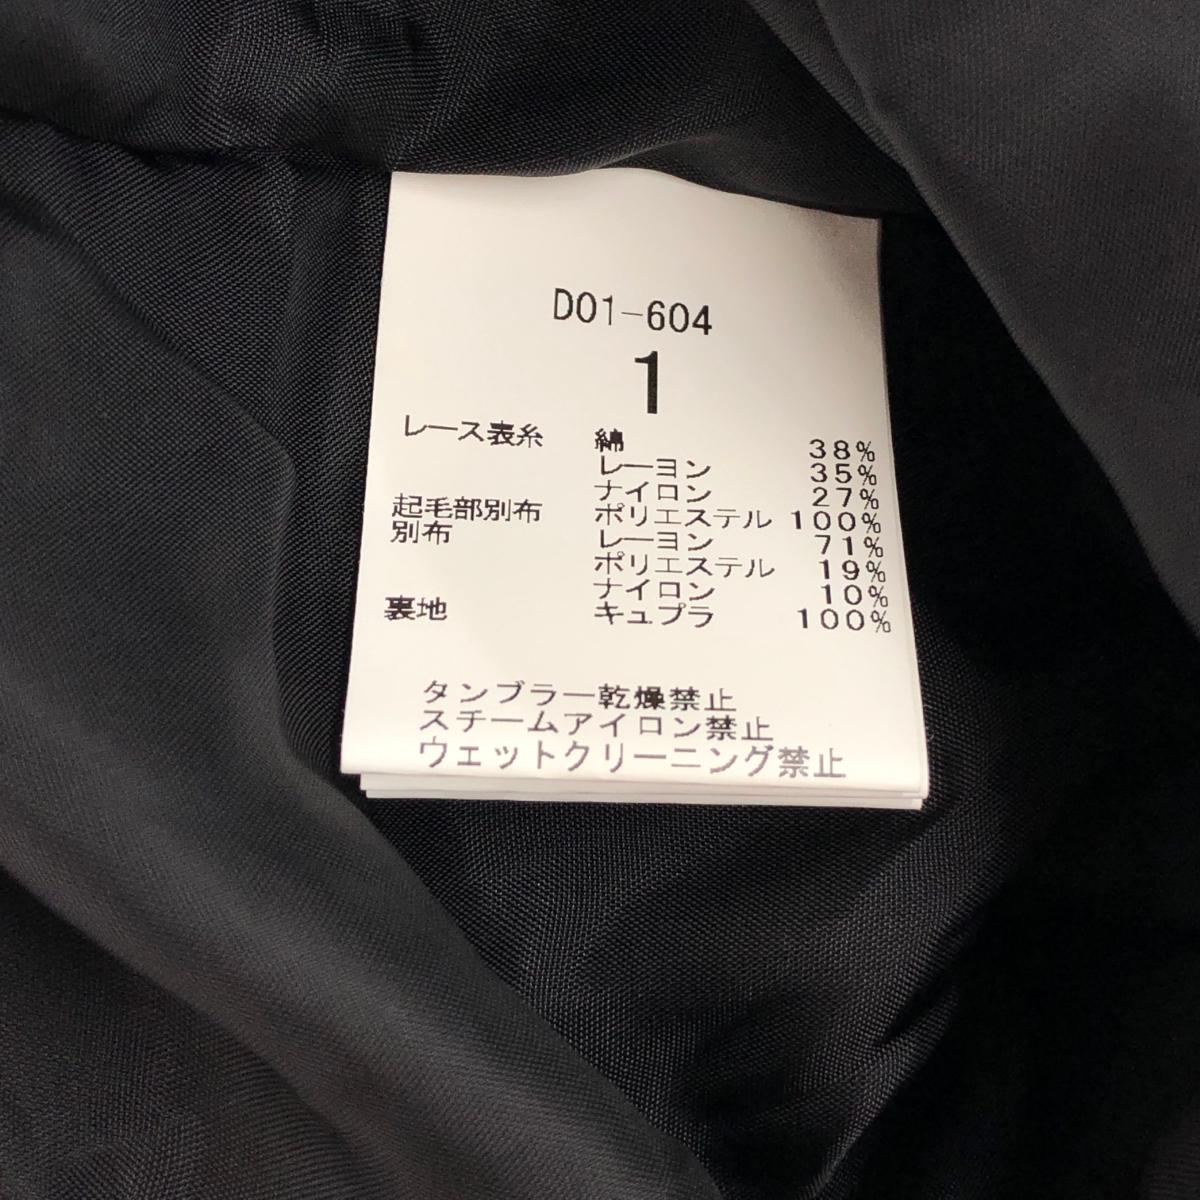 D01-604
1
レース表糸 綿 38%
レーヨン 35%
ナイロン 27%
起毛部別布 ポリエステル 100%
別布 レーヨン 71%
ポリエステル 19%
ナイロン 10%
裏地 キュプラ 100%
タンブラー乾燥禁止
スチームアイロン禁止
ウェットクリーニング禁止